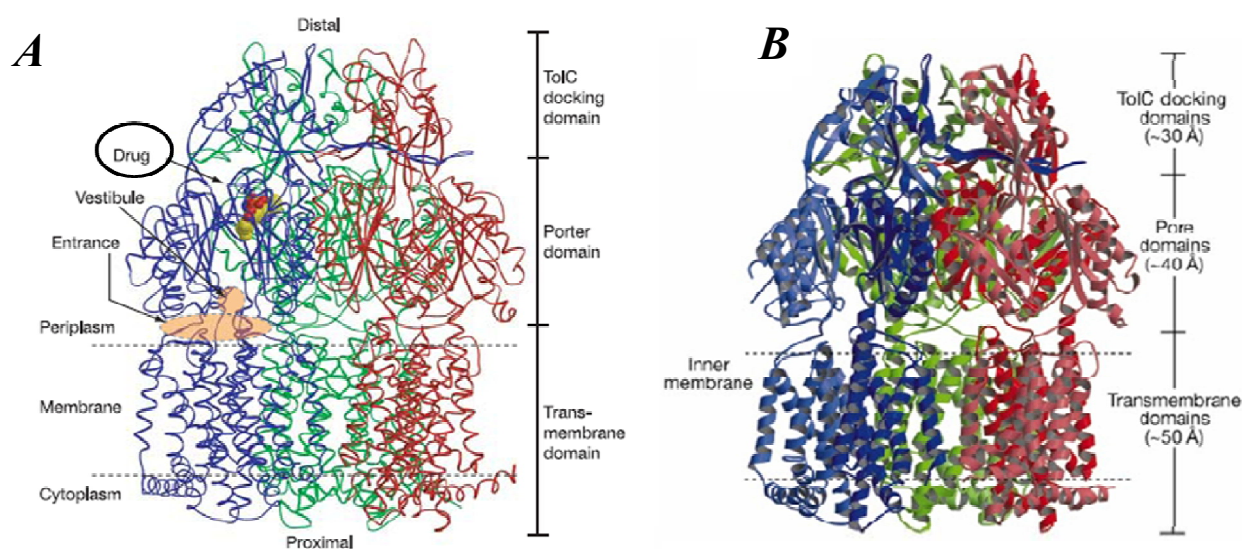 A
Distal
Drug
Vestibule
Entrance
Periplasm
Membrane
Cytoplasm
Proximal
TolC
docking
domain
Porter
domain
Trans-
membrane
domain
B
Inner
membrane
TolC docking
domains
(~30 Å)
Pore
domains
(~40 Å)
Transmembrane
domains
(~50 Å)